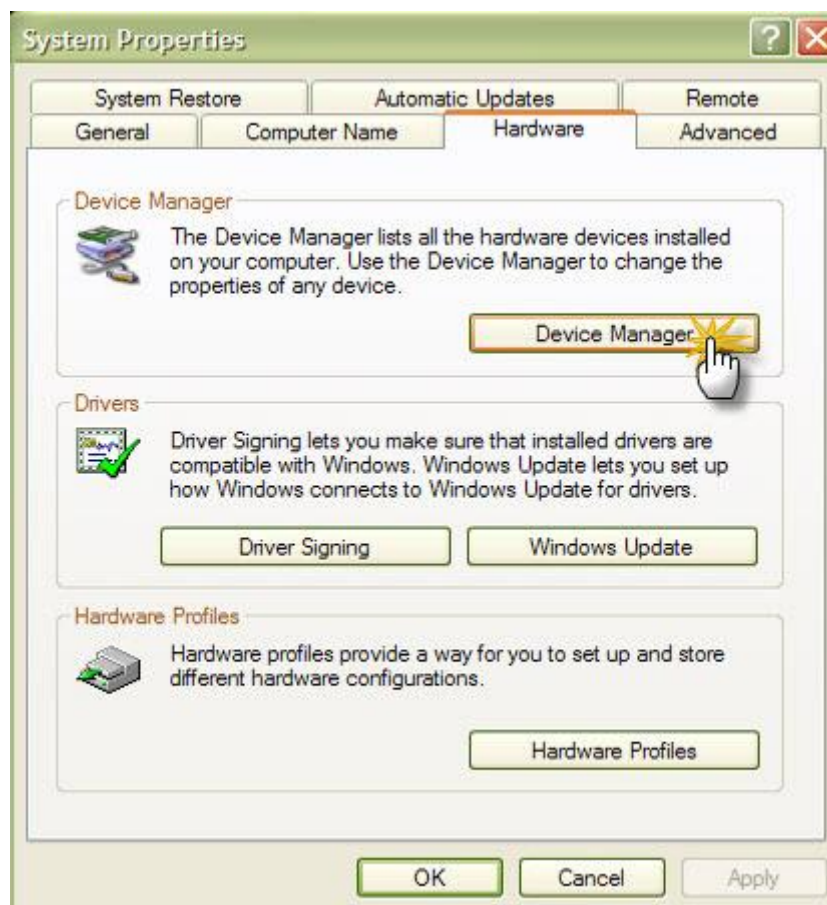 System Properties
System Restore Automatic Updates Remote
General Computer Name Hardware Advanced
Device Manager
The Device Manager lists all the hardware devices installed
on your computer. Use the Device Manager to change the
properties of any device.
Device Manager
Drivers
Driver Signing lets you make sure that installed drivers are
compatible with Windows. Windows Update lets you set up
how Windows connects to Windows Update for drivers.
Driver Signing Windows Update
Hardware Profiles
Hardware profiles provide a way for you to set up and store
different hardware configurations.
Hardware Profiles
OK Cancel Apply